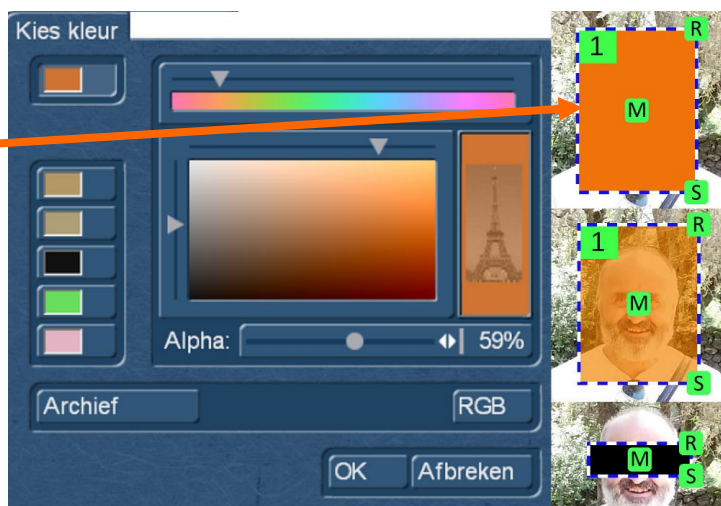 Kies kleur
Alpha:
59%
Archief
RGB
OK
Afbreken
R
1
M
S
R
1
M
S
R
M
S